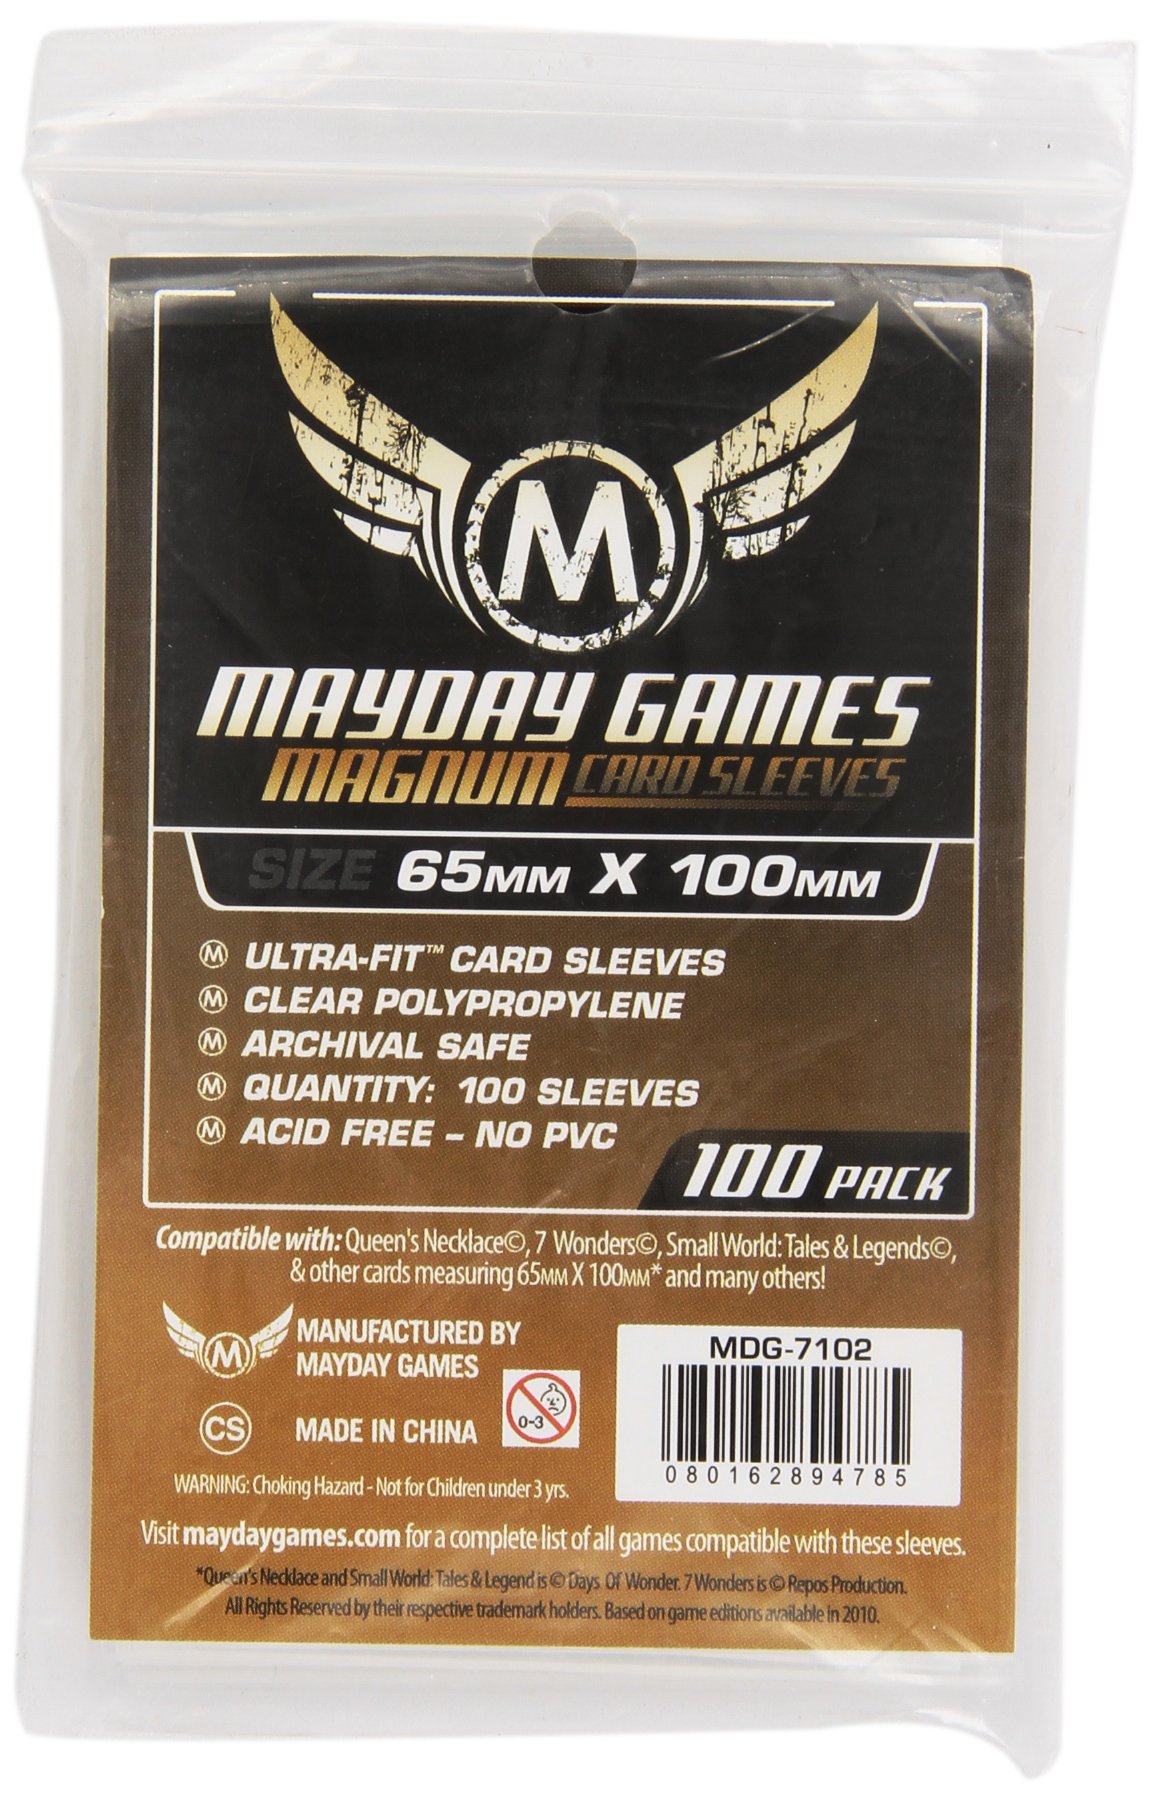 M
MAYDAY GAMES
MAGNUM CARD SLEEVES
SIZE 65MM X 100MM
M ULTRA-FIT™ CARD SLEEVES
M CLEAR POLYPROPYLENE
M ARCHIVAL SAFE
M QUANTITY: 100 SLEEVES
M ACID FREE – NO PVC
100 PACK
Compatible with: Queen's Necklace©, 7 Wonders©, Small World: Tales & Legends©,
& other cards measuring 65MM X 100MM* and many others!
M MANUFACTURED BY
MAYDAY GAMES
MDG-7102
0-3
CS MADE IN CHINA
080162894785
WARNING: Choking Hazard - Not for Children under 3 yrs.
Visit maydaygames.com for a complete list of all games compatible with these sleeves.
*Queen's Necklace and Small World: Tales & Legend is © Days Of Wonder. 7 Wonders is © Repos Production.
All Rights Reserved by their respective trademark holders. Based on game editions available in 2010.